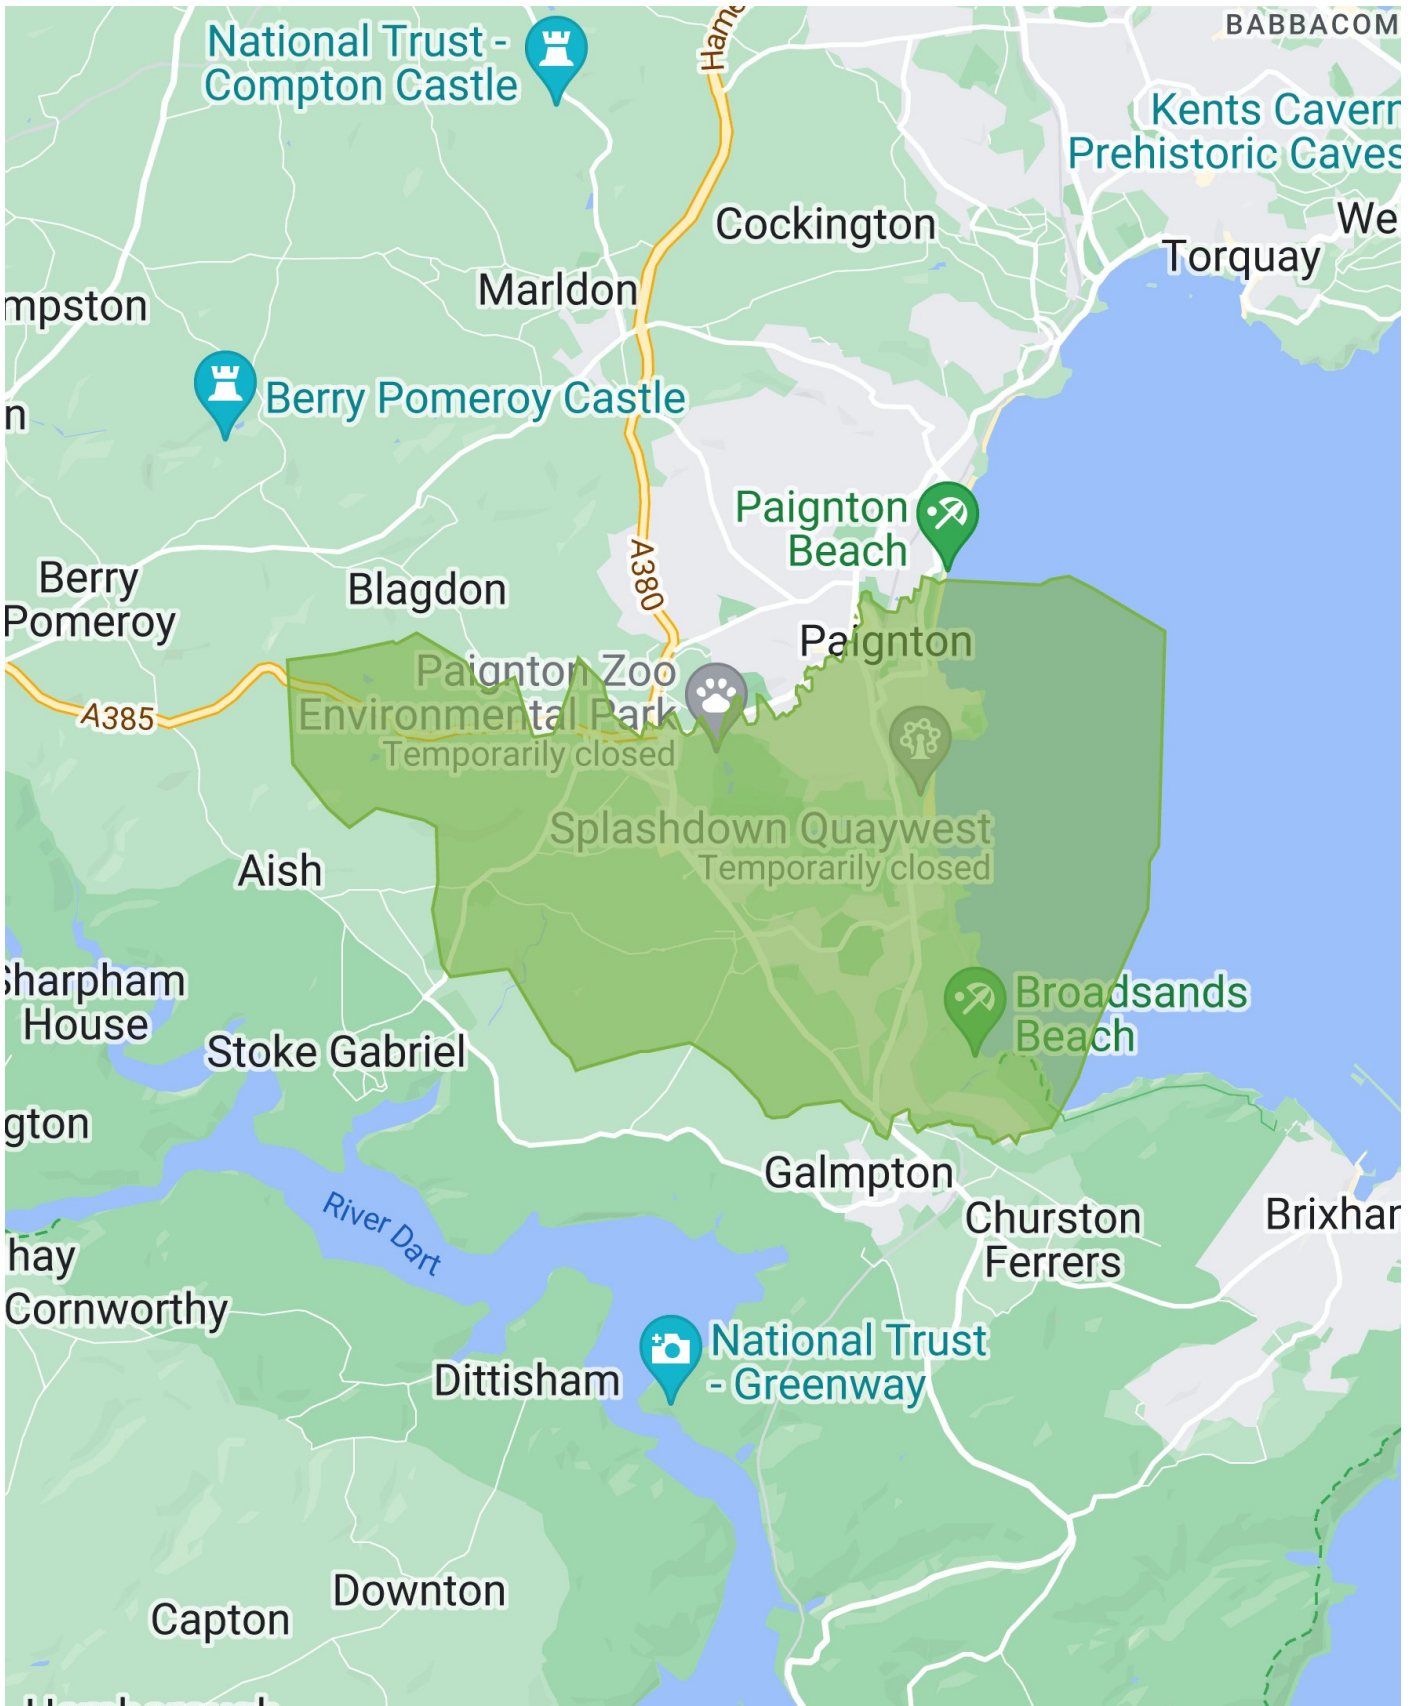 BABBACOM
National Trust -
Compton Castle
Hame
Kents Cavern
Prehistoric Caves
We
Cockington
Torquay
Marldon
mpston
Berry Pomeroy Castle
n
Paignton
Beach
A380
Berry
Pomeroy
Blagdon
Paignton
Paignton Zoo
Environmental Park
Temporarily closed
A385
Splashdown Quaywest
Temporarily closed
Aish
Sharpham
House
Broadsands
Beach
Stoke Gabriel
gton
Galmpton
River Dart
Churston
Ferrers
Brixhar
hay
Cornworthy
National Trust
- Greenway
Dittisham
Downton
Capton